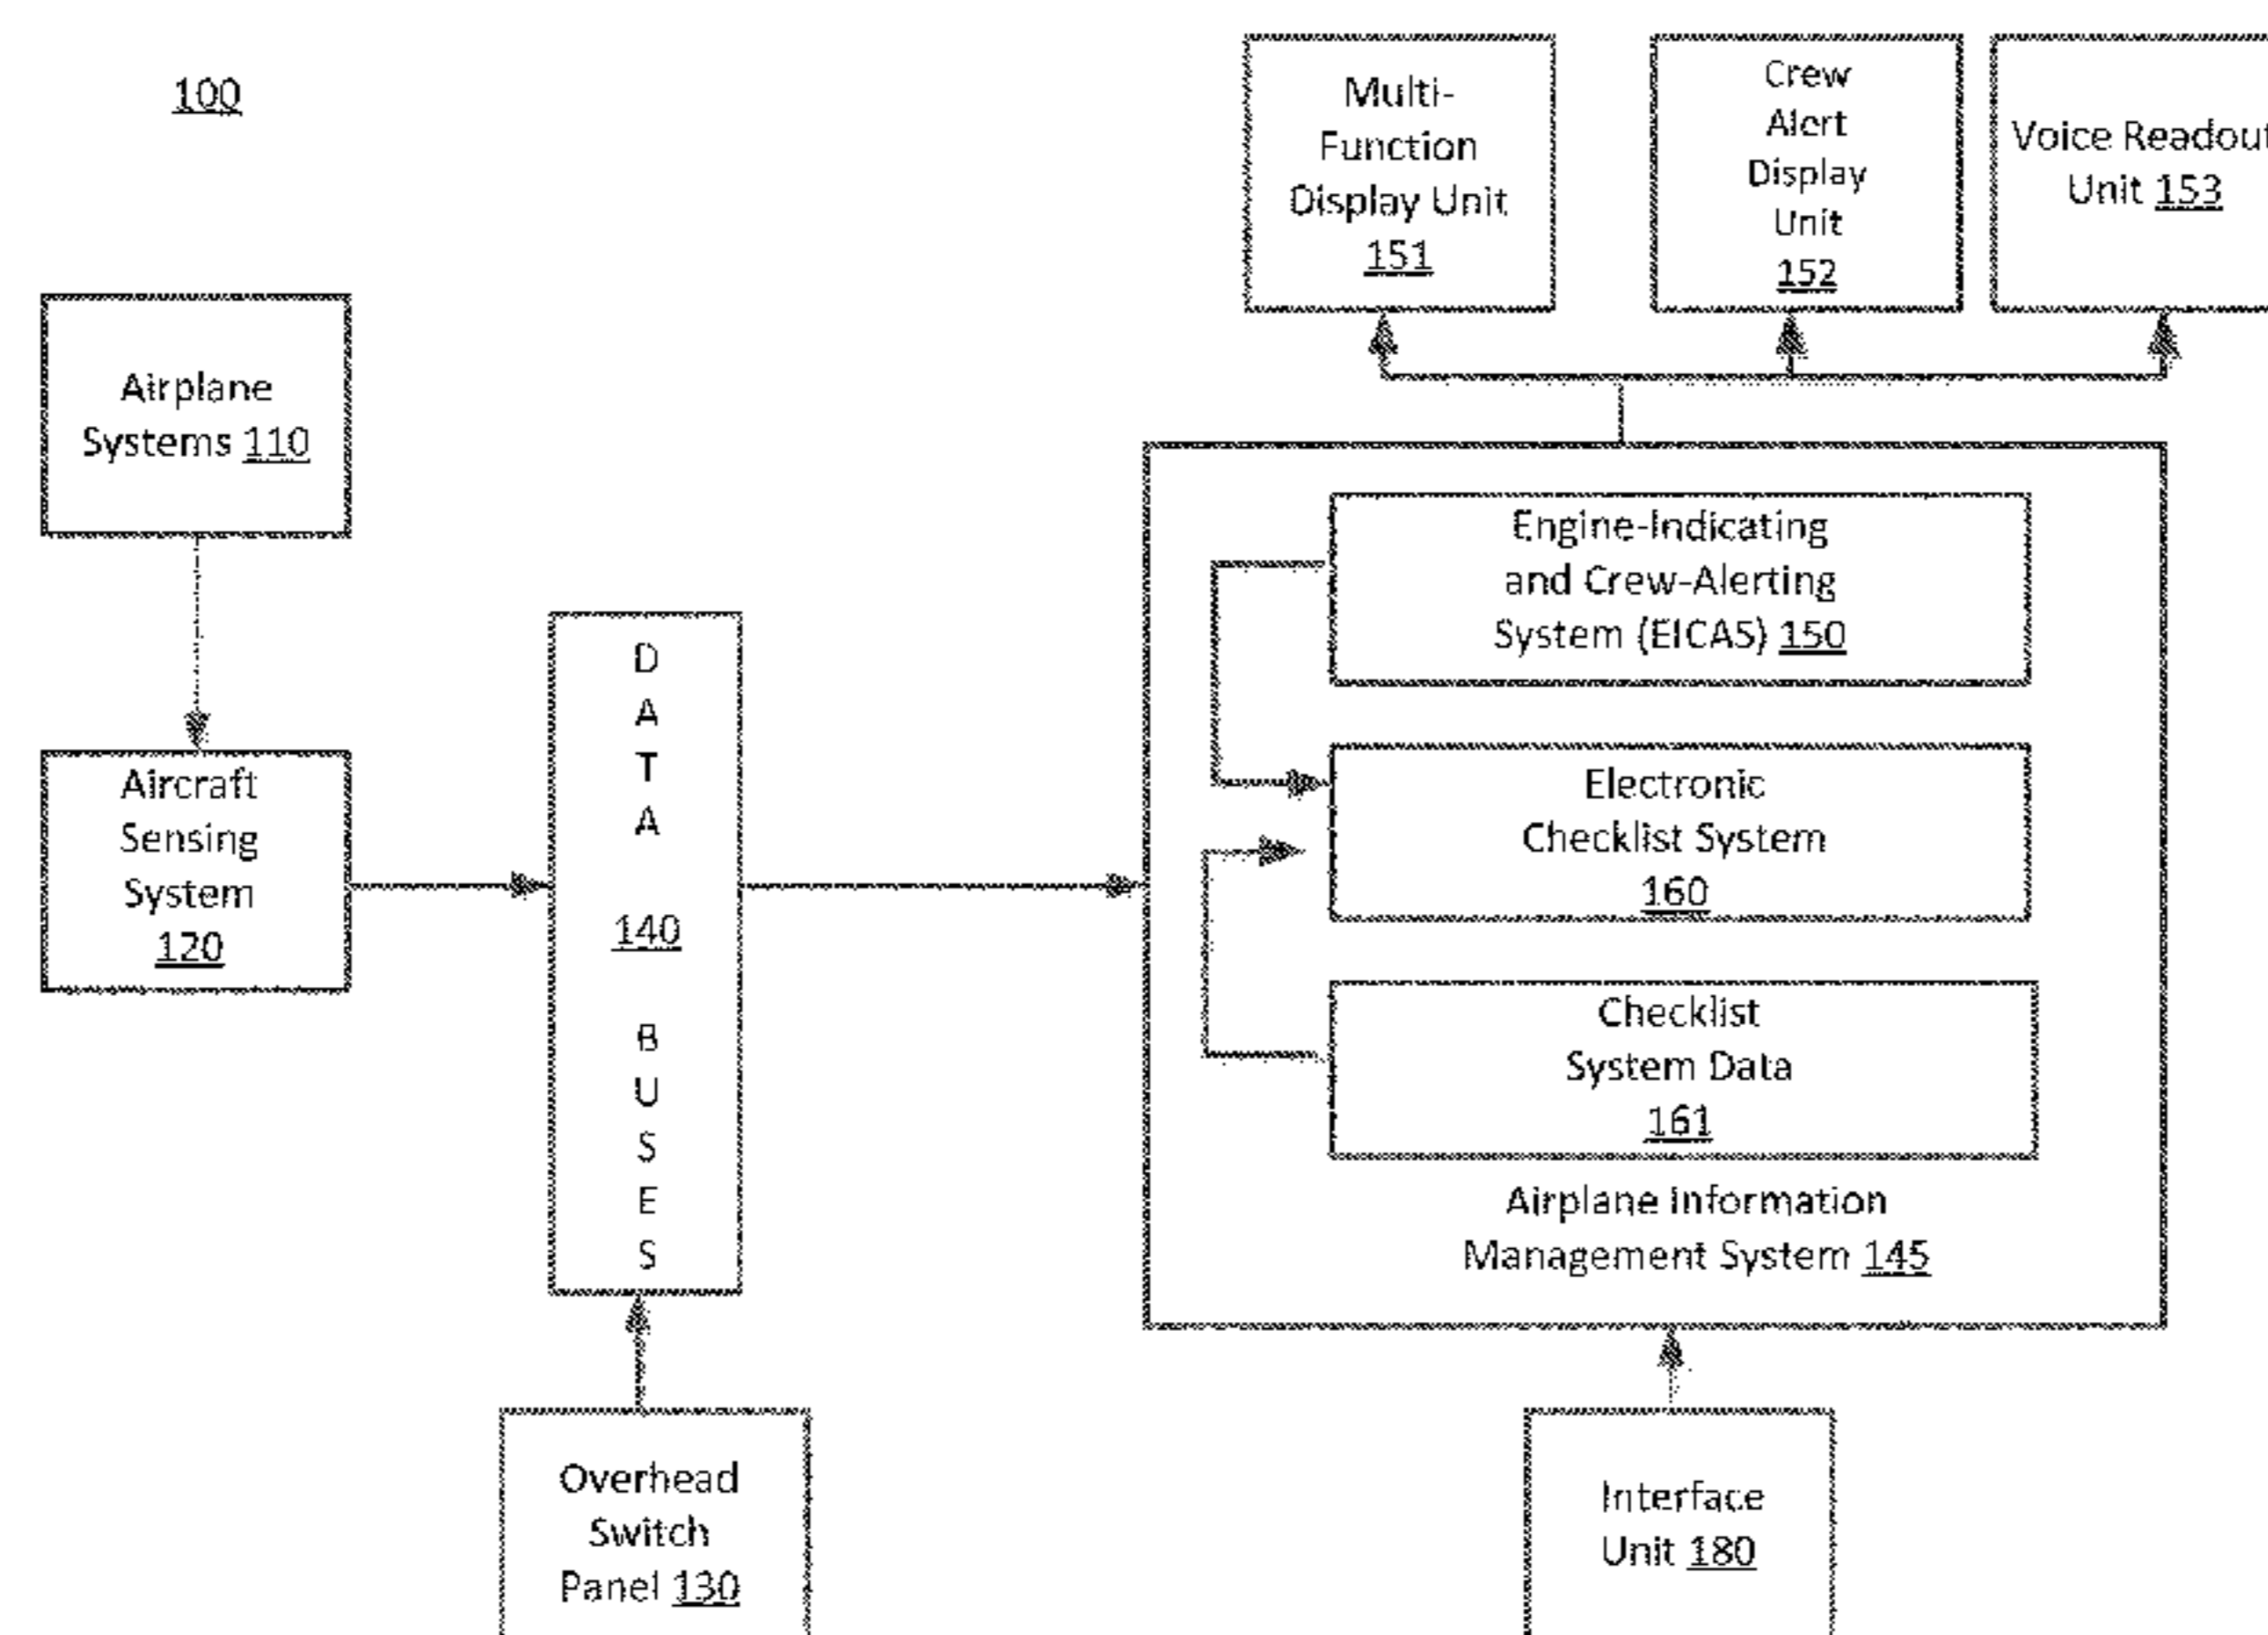 100
Multi-
Function
Display Unit
151
Crew
Alert
Display
Unit
152
Voice Readout
Unit 153
Airplane
Systems 110
Engine-Indicating
and Crew-Alerting
System (EICAS) 150
D
A
T
A
140
B
U
S
E
S
Aircraft
Sensing
System
120
Electronic
Checklist System
160
Checklist
System Data
161
Airplane Information
Management System 145
Overhead
Switch
Panel 130
Interface
Unit 180